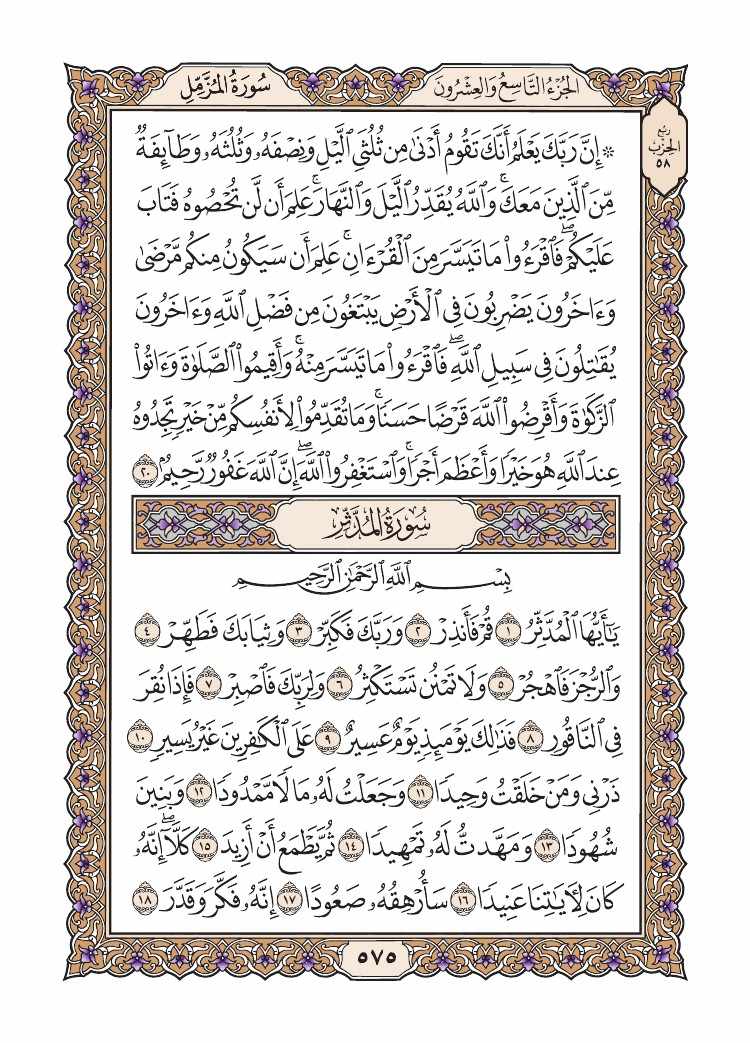 سُورَةُ المُزَّمِّلِ
الجُزءُ التَّاسِعُ وَالعِشْرُونَ
رُبع
الحِزْبِ
٥٨
۞ إِنَّ رَبَّكَ يَعْلَمُ أَنَّكَ تَقُومُ أَدْنَىٰ مِن ثُلُثَيِ ٱلَّيْلِ وَنِصْفَهُۥ وَثُلُثَهُۥ وَطَآئِفَةٌ
مِّنَ ٱلَّذِينَ مَعَكَۚ وَٱللَّهُ يُقَدِّرُ ٱلَّيْلَ وَٱلنَّهَارَۚ عَلِمَ أَن لَّن تُحْصُوهُ فَتَابَ
عَلَيْكُمْۖ فَٱقْرَءُوا۟ مَا تَيَسَّرَ مِنَ ٱلْقُرْءَانِۚ عَلِمَ أَن سَيَكُونُ مِنكُم مَّرْضَىٰ
وَءَاخَرُونَ يَضْرِبُونَ فِى ٱلْأَرْضِ يَبْتَغُونَ مِن فَضْلِ ٱللَّهِ وَءَاخَرُونَ
يُقَـٰتِلُونَ فِى سَبِيلِ ٱللَّهِۖ فَٱقْرَءُوا۟ مَا تَيَسَّرَ مِنْهُۚ وَأَقِيمُوا۟ ٱلصَّلَوٰةَ وَءَاتُوا۟
ٱلزَّكَوٰةَ وَأَقْرِضُوا۟ ٱللَّهَ قَرْضًا حَسَنًاۚ وَمَا تُقَدِّمُوا۟ لِأَنفُسِكُم مِّنْ خَيْرٍ تَجِدُوهُ
عِندَ ٱللَّهِ هُوَ خَيْرًا وَأَعْظَمَ أَجْرًاۚ وَٱسْتَغْفِرُوا۟ ٱللَّهَۖ إِنَّ ٱللَّهَ غَفُورٌ رَّحِيمٌۢ ٢٠
سُورَةُ المُدَّثِّرِ
بِسْمِ ٱللَّهِ ٱلرَّحْمَـٰنِ ٱلرَّحِيمِ
يَـٰٓأَيُّهَا ٱلْمُدَّثِّرُ ١ قُمْ فَأَنذِرْ ٢ وَرَبَّكَ فَكَبِّرْ ٣ وَثِيَابَكَ فَطَهِّرْ ٤
وَٱلرُّجْزَ فَٱهْجُرْ ٥ وَلَا تَمْنُن تَسْتَكْثِرُ ٦ وَلِرَبِّكَ فَٱصْبِرْ ٧ فَإِذَا نُقِرَ
فِى ٱلنَّاقُورِ ٨ فَذَٰلِكَ يَوْمَئِذٍ يَوْمٌ عَسِيرٌ ٩ عَلَى ٱلْكَـٰفِرِينَ غَيْرُ يَسِيرٍ ١٠
ذَرْنِى وَمَنْ خَلَقْتُ وَحِيدًا ١١ وَجَعَلْتُ لَهُۥ مَالًا مَّمْدُودًا ١٢ وَبَنِينَ
شُهُودًا ١٣ وَمَهَّدتُّ لَهُۥ تَمْهِيدًا ١٤ ثُمَّ يَطْمَعُ أَنْ أَزِيدَ ١٥ كَلَّآۖ إِنَّهُۥ
كَانَ لِـَٔايَـٰتِنَا عَنِيدًا ١٦ سَأُرْهِقُهُۥ صَعُودًا ١٧ إِنَّهُۥ فَكَّرَ وَقَدَّرَ ١٨
٥٧٥